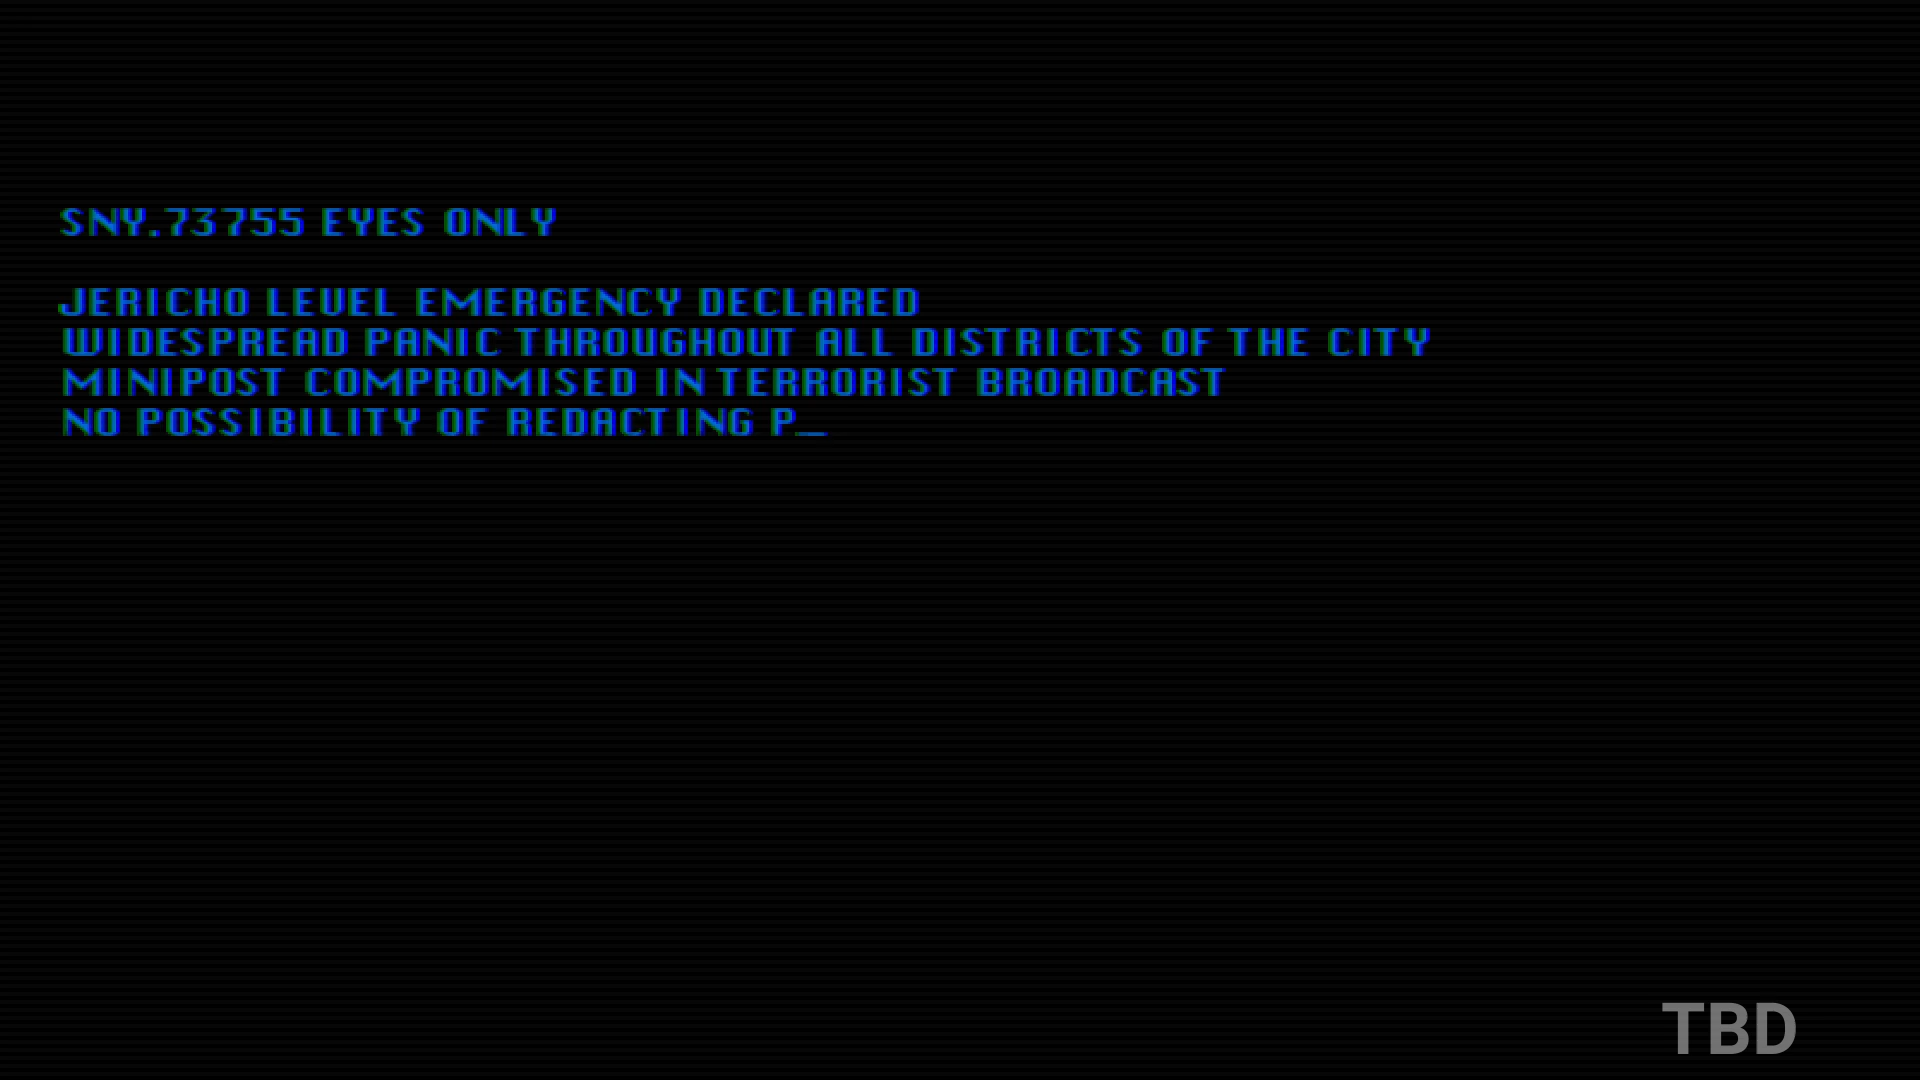 SNY.73755 EYES ONLY
JERICHO LEVEL EMERGENCY DECLARED
WIDESPREAD PANIC THROUGHOUT ALL DISTRICTS OF THE CITY
MINIPOST COMPROMISED IN TERRORIST BROADCAST
NO POSSIBILITY OF REDACTING P_
TBD